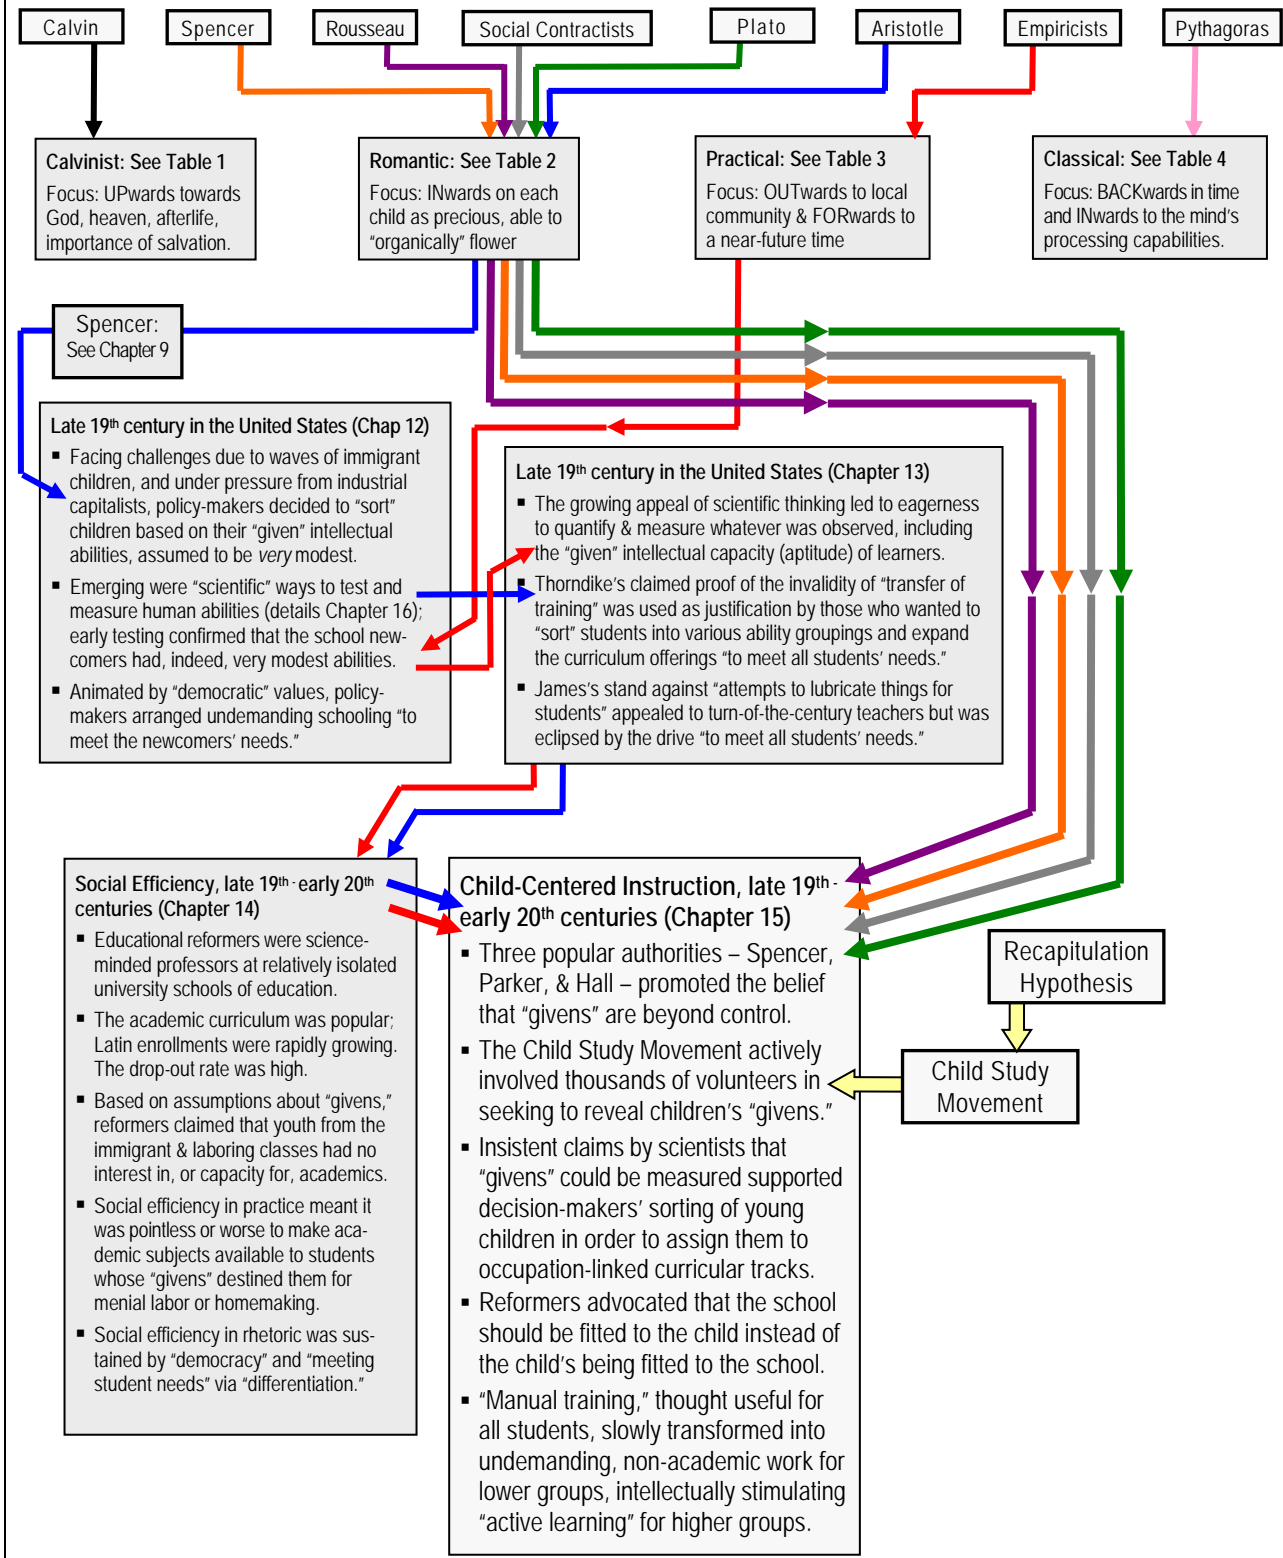 Calvin
Spencer
Rousseau
Social Contractists
Plato
Aristotle
Empiricists
Pythagoras
Calvinist: See Table 1
Focus: UPwards towards
God, heaven, afterlife,
importance of salvation.
Romantic: See Table 2
Focus: INwards on each
child as precious, able to
“organically” flower
Practical: See Table 3
Focus: OUTwards to local
community & FORwards to
a near-future time
Classical: See Table 4
Focus: BACKwards in time
and INwards to the mind’s
processing capabilities.
Spencer:
See Chapter 9
Late 19th century in the United States (Chap 12)
▪ Facing challenges due to waves of immigrant
children, and under pressure from industrial
capitalists, policy-makers decided to “sort”
children based on their “given” intellectual
abilities, assumed to be very modest.
▪ Emerging were “scientific” ways to test and
measure human abilities (details Chapter 16);
early testing confirmed that the school new-
comers had, indeed, very modest abilities.
▪ Animated by “democratic” values, policy-
makers arranged undemanding schooling “to
meet the newcomers’ needs.”
Late 19th century in the United States (Chapter 13)
▪ The growing appeal of scientific thinking led to eagerness
to quantify & measure whatever was observed, including
the “given” intellectual capacity (aptitude) of learners.
▪ Thorndike’s claimed proof of the invalidity of “transfer of
training” was used as justification by those who wanted to
“sort” students into various ability groupings and expand
the curriculum offerings “to meet all students’ needs.”
▪ James’s stand against “attempts to lubricate things for
students” appealed to turn-of-the-century teachers but was
eclipsed by the drive “to meet all students’ needs.”
Social Efficiency, late 19th - early 20th
centuries (Chapter 14)
▪ Educational reformers were science-
minded professors at relatively isolated
university schools of education.
▪ The academic curriculum was popular;
Latin enrollments were rapidly growing.
The drop-out rate was high.
▪ Based on assumptions about “givens,”
reformers claimed that youth from the
immigrant & laboring classes had no
interest in, or capacity for, academics.
▪ Social efficiency in practice meant it
was pointless or worse to make aca-
demic subjects available to students
whose “givens” destined them for
menial labor or homemaking.
▪ Social efficiency in rhetoric was sus-
tained by “democracy” and “meeting
student needs” via “differentiation.”
Child-Centered Instruction, late 19th -
early 20th centuries (Chapter 15)
▪ Three popular authorities – Spencer,
Parker, & Hall – promoted the belief
that “givens” are beyond control.
▪ The Child Study Movement actively
involved thousands of volunteers in
seeking to reveal children’s “givens.”
▪ Insistent claims by scientists that
“givens” could be measured supported
decision-makers’ sorting of young
children in order to assign them to
occupation-linked curricular tracks.
▪ Reformers advocated that the school
should be fitted to the child instead of
the child’s being fitted to the school.
▪ “Manual training,” thought useful for
all students, slowly transformed into
undemanding, non-academic work for
lower groups, intellectually stimulating
“active learning” for higher groups.
Recapitulation
Hypothesis
Child Study
Movement